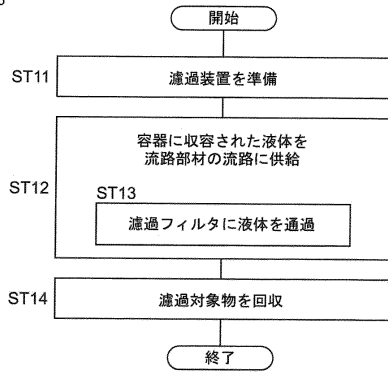 開始
ST11
濾過装置を準備
容器に収容された液体を
流路部材の流路に供給
ST12
ST13
濾過フィルタに液体を通過
ST14
濾過対象物を回収
終了